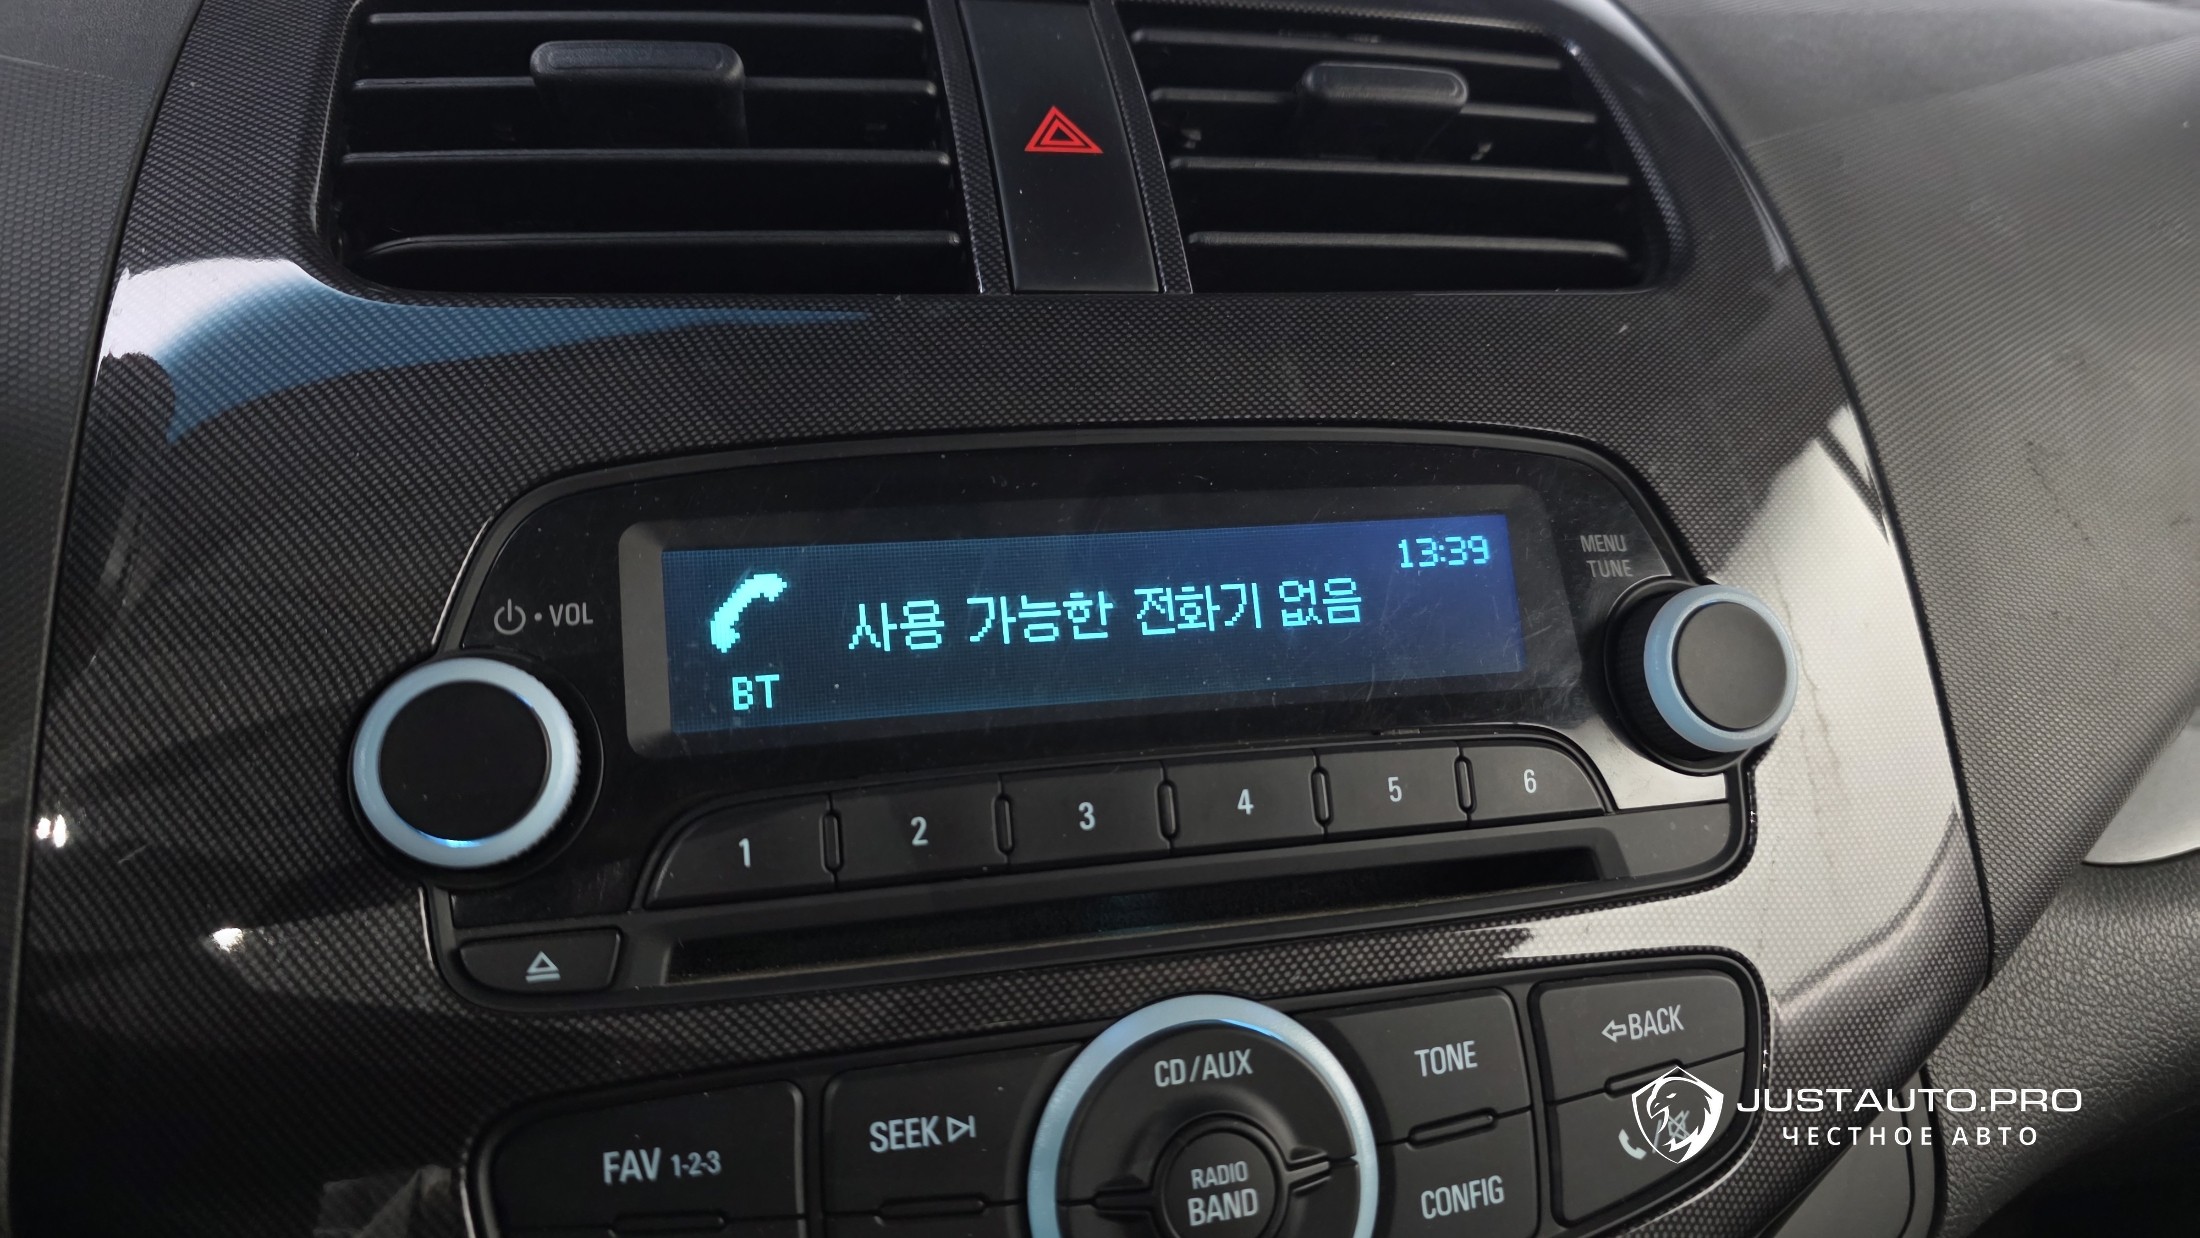 13:39
MENU
TUNE
VOL
사용 가능한 전화기 없음
BT
1 2 3 4 5 6
BACK
CD/AUX
TONE
SEEK
FAV 1-2-3
RADIO
BAND
CONFIG
JUSTAUTO.PRO
ЧЕСТНОЕ АВТО